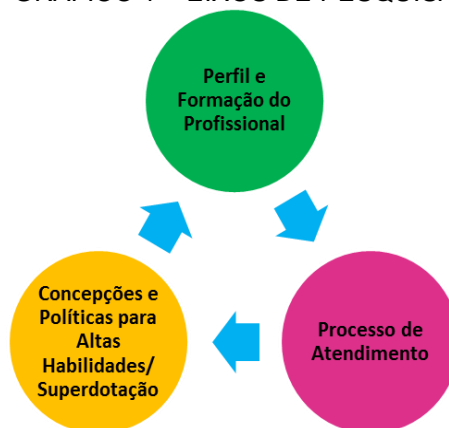 Perfil e
Formação do
Profissional
Concepções e
Políticas para
Altas
Habilidades/
Superdotação
Processo de
Atendimento